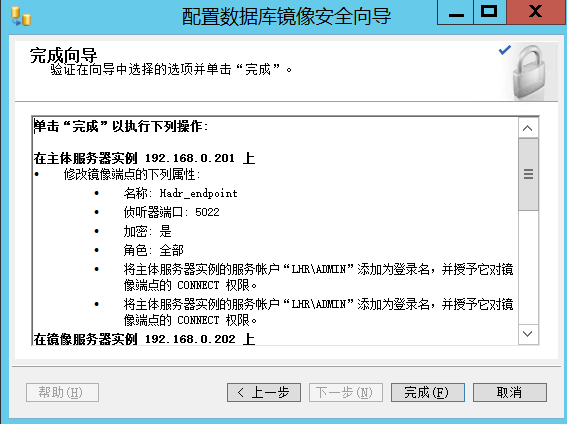 配置数据库镜像安全向导
完成向导
验证在向导中选择的选项并单击“完成”。
单击“完成”以执行下列操作:
在主体服务器实例 192.168.0.201 上
• 修改镜像端点的下列属性:
• 名称: Hadr_endpoint
• 侦听器端口: 5022
• 加密: 是
• 角色: 全部
• 将主体服务器实例的服务帐户“LHR\ADMIN”添加为登录名，并授予它对镜
像端点的 CONNECT 权限。
• 将主体服务器实例的服务帐户“LHR\ADMIN”添加为登录名，并授予它对镜
像端点的 CONNECT 权限。
在镜像服务器实例 192.168.0.202 上
帮助(H) < 上一步 下一步(N) 完成(F) 取消